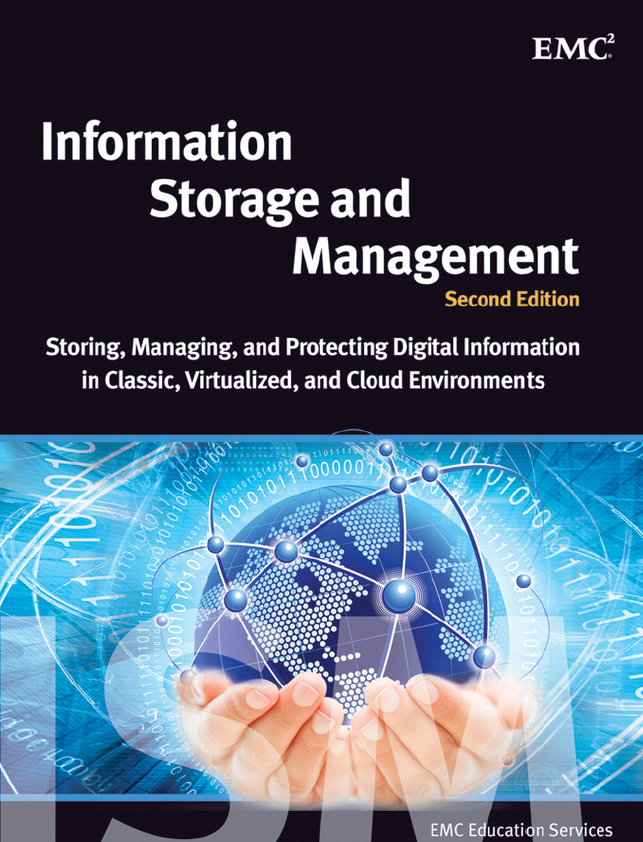 EMC²
Information
Storage and
Management
Second Edition
Storing, Managing, and Protecting Digital Information
in Classic, Virtualized, and Cloud Environments
ISM
EMC Education Services